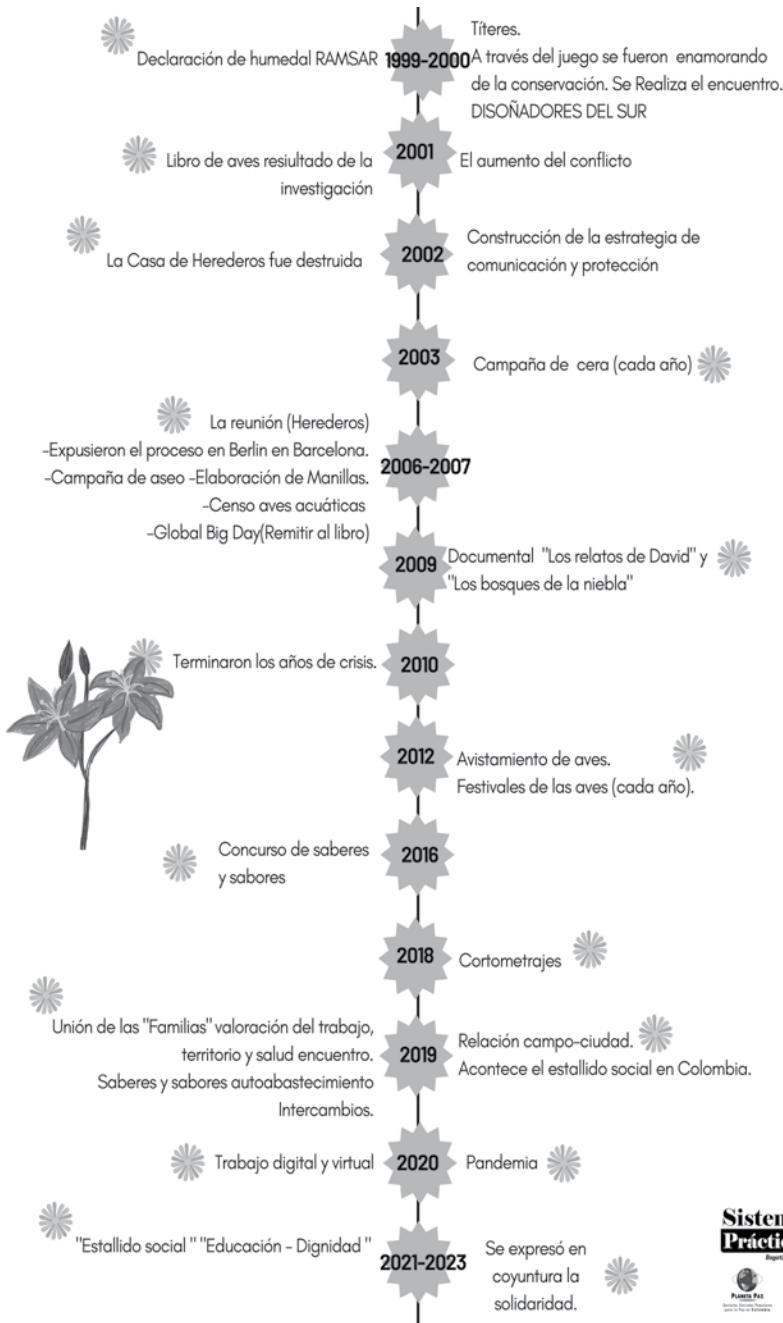 Declaración de humedal RAMSAR
1999-2000
Títeres.
A través del juego se fueron enamorando
de la conservación. Se Realiza el encuentro.
DISOÑADORES DEL SUR
Libro de aves resiultado de la
investigación
2001
El aumento del conflicto
La Casa de Herederos fue destruida
2002
Construcción de la estrategia de
comunicación y protección
2003
Campaña de cera (cada año)
La reunión (Herederos)
-Expusieron el proceso en Berlin en Barcelona.
-Campaña de aseo -Elaboración de Manillas.
-Censo aves acuáticas
-Global Big Day(Remitir al libro)
2006-2007
2009
Documental "Los relatos de David" y
"Los bosques de la niebla"
Terminaron los años de crisis.
2010
2012
Avistamiento de aves.
Festivales de las aves (cada año).
Concurso de saberes
y sabores
2016
2018
Cortometrajes
Unión de las "Familias" valoración del trabajo,
territorio y salud encuentro.
Saberes y sabores autoabastecimiento
Intercambios.
2019
Relación campo-ciudad.
Acontece el estallido social en Colombia.
Trabajo digital y virtual
2020
Pandemia
"Estallido social " "Educación - Dignidad "
2021-2023
Se expresó en
coyuntura la
solidaridad.
PLANETA PAZ